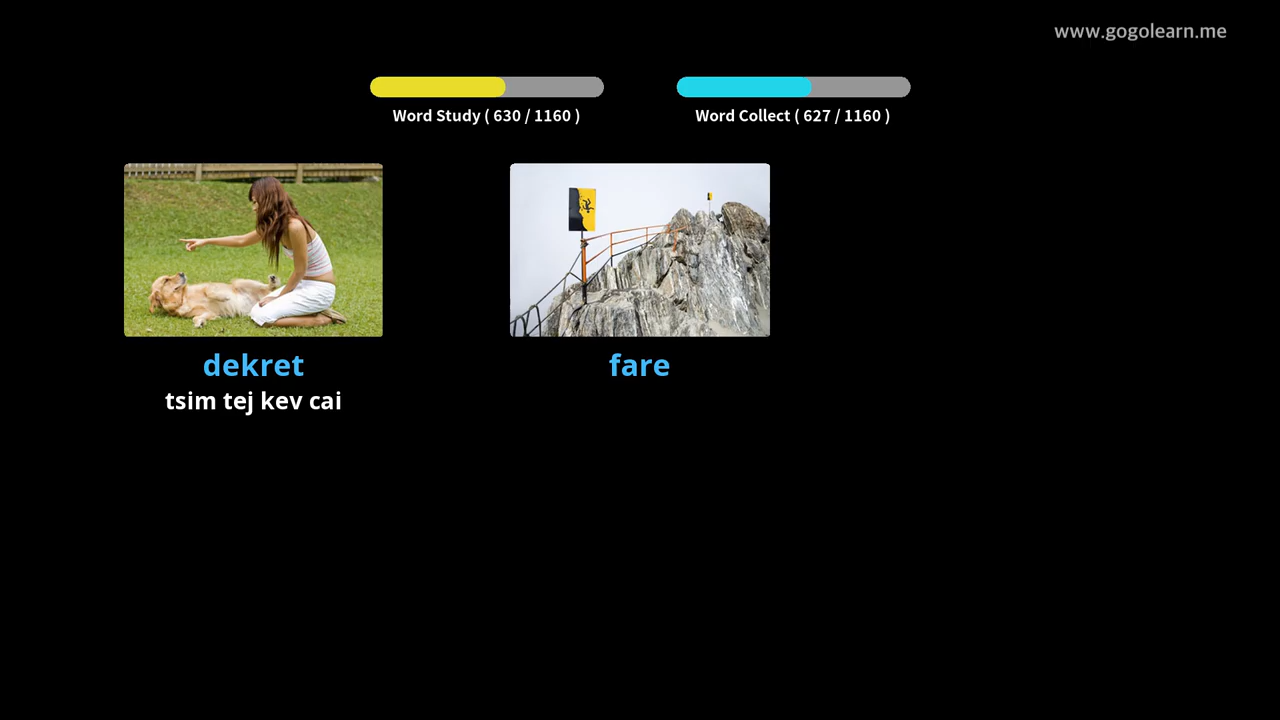 www.gogolearn.me
Word Study ( 630 / 1160 )
Word Collect ( 627 / 1160 )
dekret
tsim tej kev cai
fare